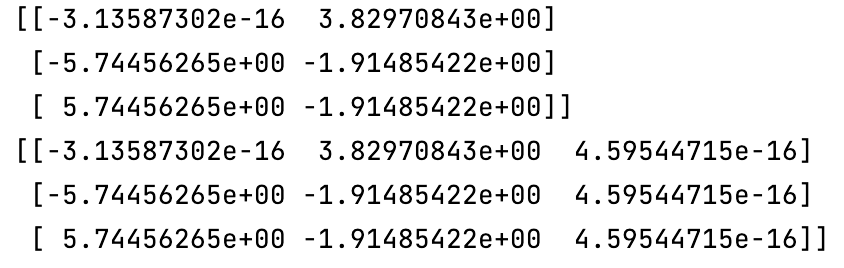 [[-3.13587302e-16  3.82970843e+00]
 [-5.74456265e+00 -1.91485422e+00]
 [ 5.74456265e+00 -1.91485422e+00]]
[[-3.13587302e-16  3.82970843e+00  4.59544715e-16]
 [-5.74456265e+00 -1.91485422e+00  4.59544715e-16]
 [ 5.74456265e+00 -1.91485422e+00  4.59544715e-16]]